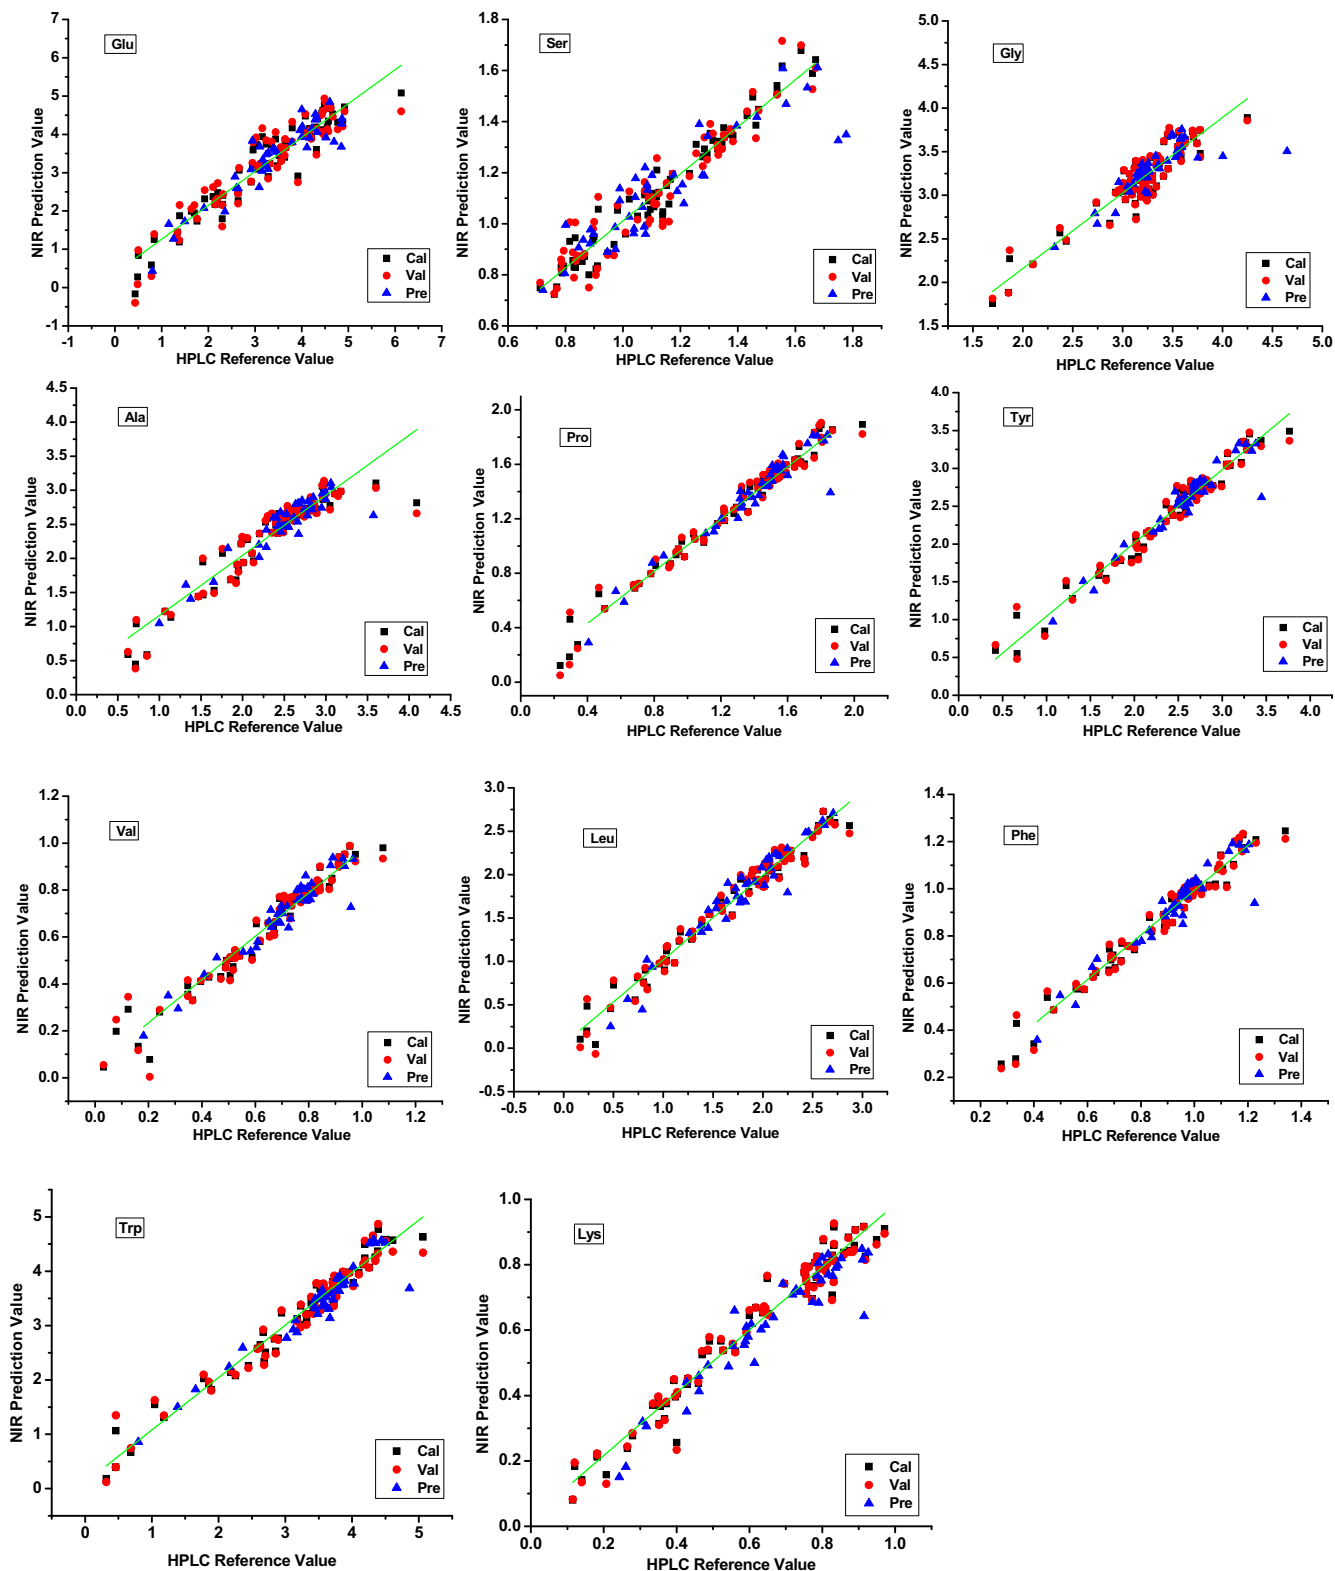 Glu
NIR Prediction Value
7
6
5
4
3
2
1
0
-1
-1 0 1 2 3 4 5 6 7
HPLC Reference Value
Cal
Val
Pre
Ser
NIR Prediction Value
1.8
1.6
1.4
1.2
1.0
0.8
0.6
0.6 0.8 1.0 1.2 1.4 1.6 1.8
HPLC Reference Value
Cal
Val
Pre
Gly
NIR Prediction Value
5.0
4.5
4.0
3.5
3.0
2.5
2.0
1.5
1.5 2.0 2.5 3.0 3.5 4.0 4.5 5.0
HPLC Reference Value
Cal
Val
Pre
Ala
NIR Prediction Value
4.5
4.0
3.5
3.0
2.5
2.0
1.5
1.0
0.5
0.0
0.0 0.5 1.0 1.5 2.0 2.5 3.0 3.5 4.0 4.5
HPLC Reference Value
Cal
Val
Pre
Pro
NIR Prediction Value
2.0
1.6
1.2
0.8
0.4
0.0
0.0 0.4 0.8 1.2 1.6 2.0
HPLC Reference Value
Cal
Val
Pre
Tyr
NIR Prediction Value
4.0
3.5
3.0
2.5
2.0
1.5
1.0
0.5
0.0
0.0 0.5 1.0 1.5 2.0 2.5 3.0 3.5 4.0
HPLC Reference Value
Cal
Val
Pre
Val
NIR Prediction Value
1.2
1.0
0.8
0.6
0.4
0.2
0.0
0.0 0.2 0.4 0.6 0.8 1.0 1.2
HPLC Reference Value
Cal
Val
Pre
Leu
NIR Prediction Value
3.0
2.5
2.0
1.5
1.0
0.5
0.0
-0.5
-0.5 0.0 0.5 1.0 1.5 2.0 2.5 3.0
HPLC Reference Value
Cal
Val
Pre
Phe
NIR Prediction Value
1.4
1.2
1.0
0.8
0.6
0.4
0.2
0.2 0.4 0.6 0.8 1.0 1.2 1.4
HPLC Reference Value
Cal
Val
Pre
Trp
NIR Prediction Value
5
4
3
2
1
0
0 1 2 3 4 5
HPLC Reference Value
Cal
Val
Pre
Lys
NIR Prediction Value
1.0
0.8
0.6
0.4
0.2
0.0
0.0 0.2 0.4 0.6 0.8 1.0
HPLC Reference Value
Cal
Val
Pre